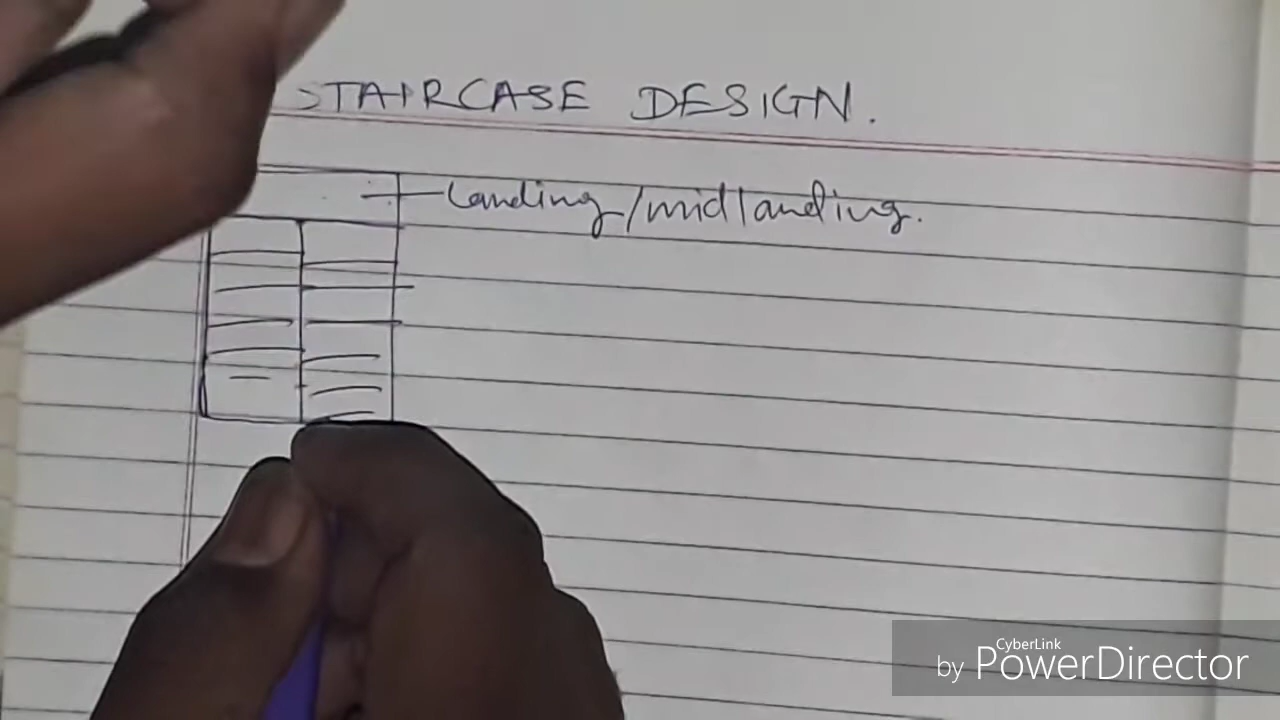 STAIRCASE DESIGN.
Landing/midlanding.
CyberLink
by PowerDirector